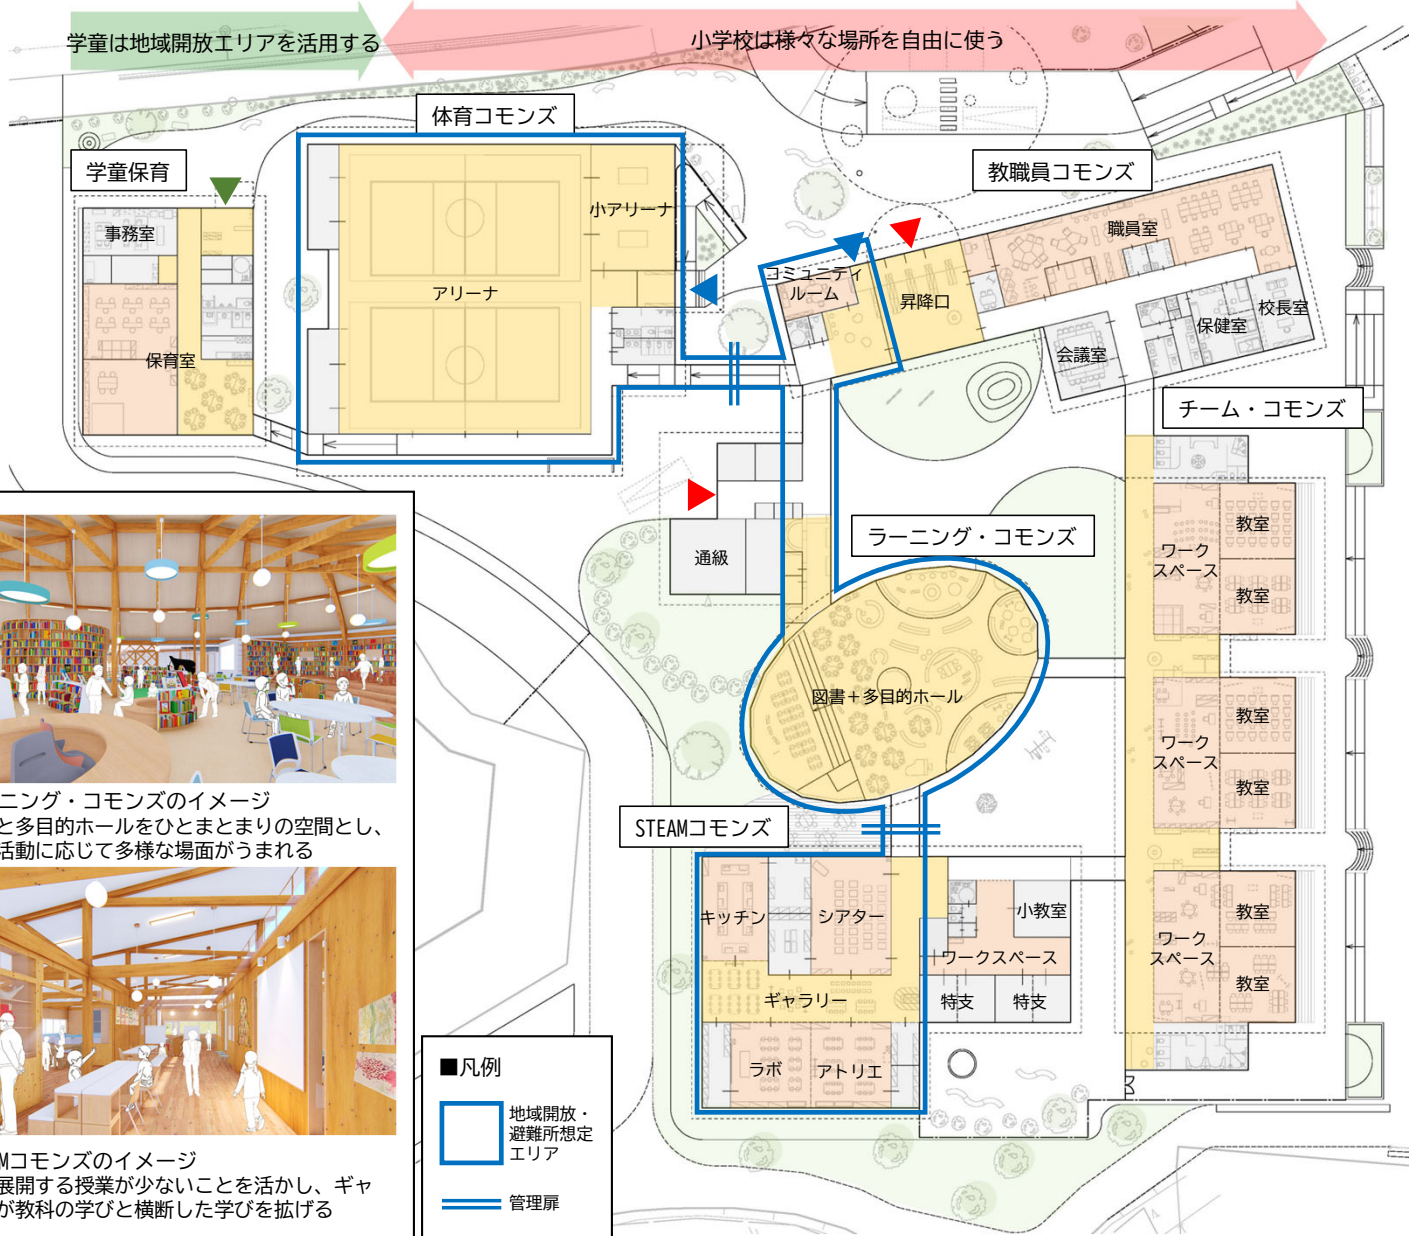 学童は地域開放エリアを活用する
小学校は様々な場所を自由に使う
体育コモンズ
学童保育
教職員コモンズ
事務室
保育室
アリーナ
小アリーナ
コミュニティ
ルーム
昇降口
職員室
会議室
保健室
校長室
チーム・コモンズ
通級
ラーニング・コモンズ
図書＋多目的ホール
ワーク
スペース
教室
教室
ワーク
スペース
教室
教室
ワーク
スペース
教室
教室
STEAMコモンズ
キッチン
シアター
ギャラリー
ラボ
アトリエ
小教室
ワークスペース
特支
特支
ニング・コモンズのイメージ
と多目的ホールをひとまとまりの空間とし、
活動に応じて多様な場面がうまれる
Mコモンズのイメージ
展開する授業が少ないことを活かし、ギャ
が教科の学びと横断した学びを拡げる
■凡例
地域開放・
避難所想定
エリア
管理扉